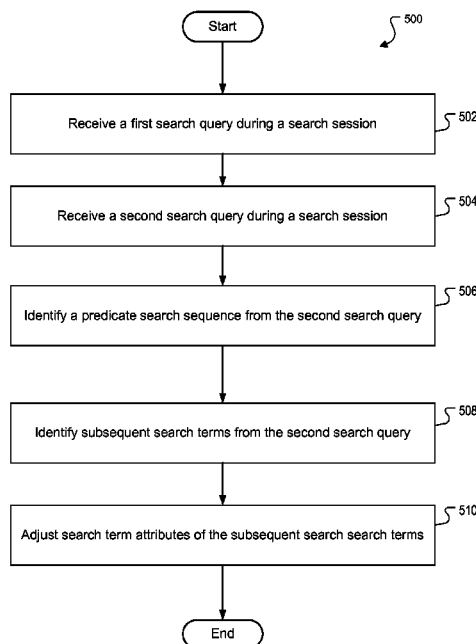 Start
500
Receive a first search query during a search session
502
Receive a second search query during a search session
504
Identify a predicate search sequence from the second search query
506
Identify subsequent search terms from the second search query
508
Adjust search term attributes of the subsequent search search terms
510
End